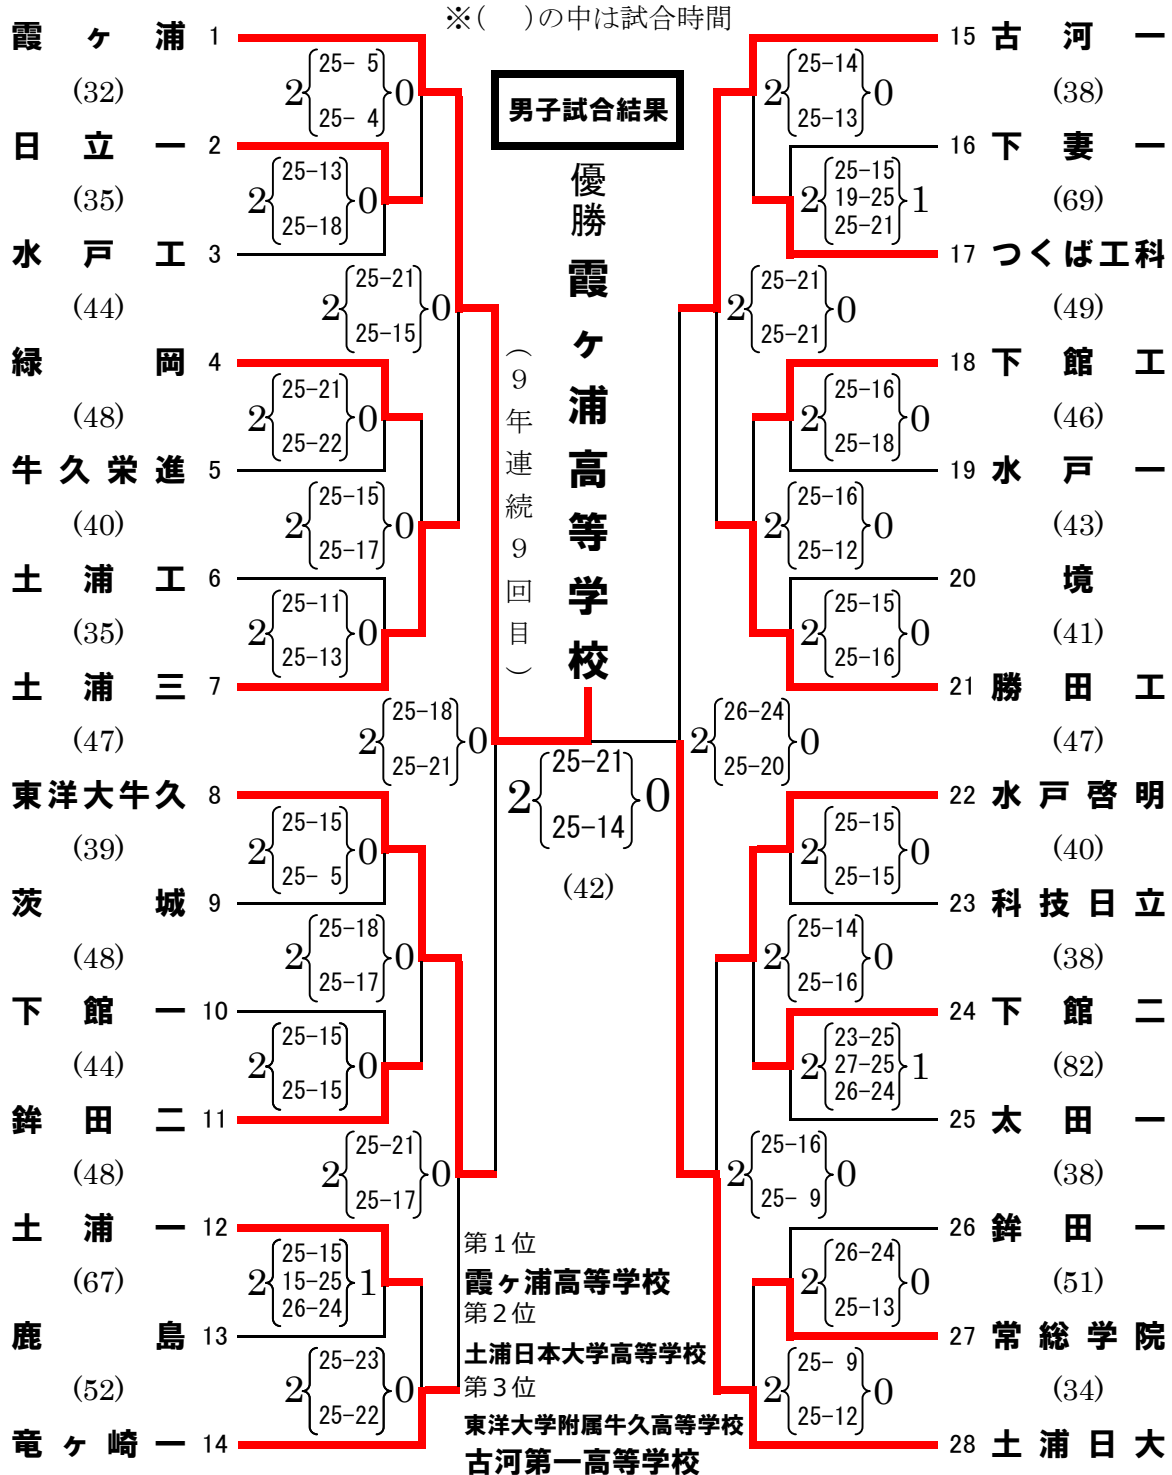 ※(　)の中は試合時間
男子試合結果
優勝
霞ヶ浦高等学校
（９年連続９回目）
霞ヶ浦 1
2 25- 5 0
25- 4
(32)
日立一 2
2 25-13 0
25-18
(35)
水戸工 3
2 25-21 0
25-15
(44)
緑岡 4
2 25-21 0
25-22
(48)
牛久栄進 5
2 25-15 0
25-17
(40)
土浦工 6
2 25-11 0
25-13
(35)
土浦三 7
2 25-18 0
25-21
(47)
東洋大牛久 8
2 25-15 0
25- 5
(39)
茨城 9
2 25-18 0
25-17
(48)
下館一 10
2 25-15 0
25-15
(44)
鉾田二 11
2 25-21 0
25-17
(48)
土浦一 12
25-15
2 15-25 1
26-24
(67)
鹿島 13
2 25-23 0
25-22
(52)
竜ヶ崎一 14
2 25-21 0
25-14
(42)
15 古河一
2 25-14 0
25-13
(38)
16 下妻一
25-15
2 19-25 1
25-21
(69)
17 つくば工科
2 25-21 0
25-21
(49)
18 下館工
2 25-16 0
25-18
(46)
19 水戸一
2 25-16 0
25-12
(43)
20 境
2 25-15 0
25-16
(41)
21 勝田工
2 26-24 0
25-20
(47)
22 水戸啓明
2 25-15 0
25-15
(40)
23 科技日立
2 25-14 0
25-16
(38)
24 下館二
23-25
2 27-25 1
26-24
(82)
25 太田一
2 25-16 0
25- 9
(38)
26 鉾田一
2 26-24 0
25-13
(51)
27 常総学院
2 25- 9 0
25-12
(34)
28 土浦日大
第１位
霞ヶ浦高等学校
第２位
土浦日本大学高等学校
第３位
東洋大学附属牛久高等学校
古河第一高等学校